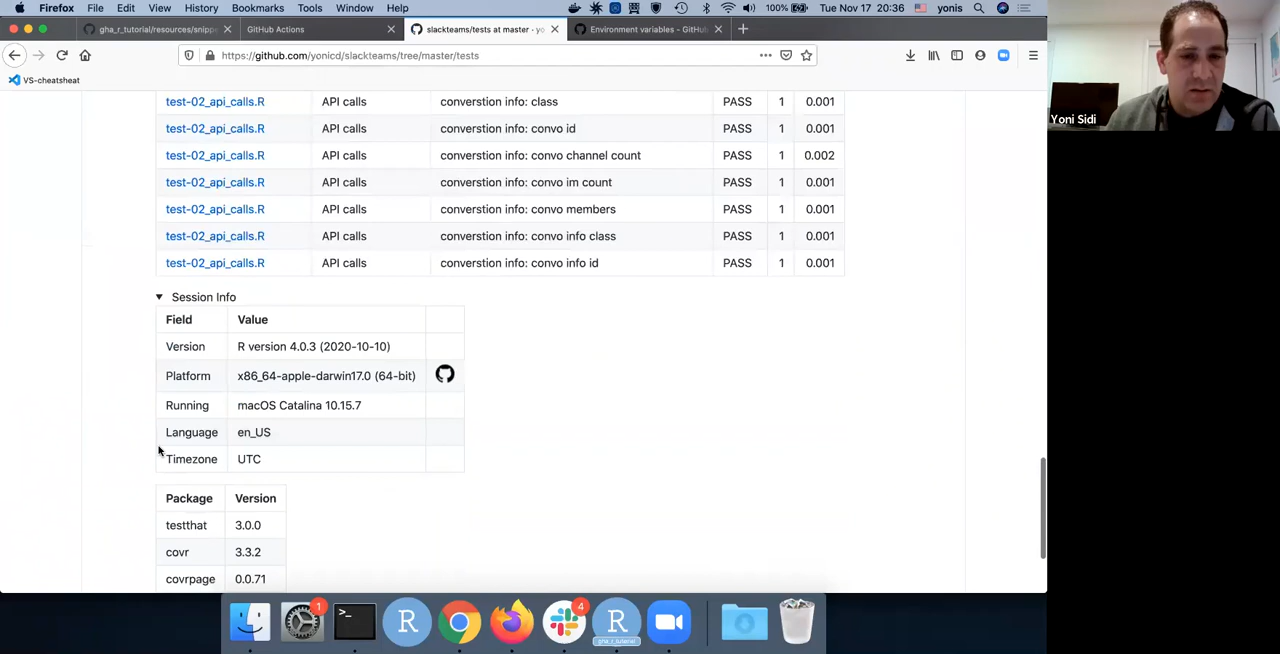 Firefox File Edit View History Bookmarks Tools Window Help 100% Tue Nov 17 20:36 yonis
gha_r_tutorial/resources/snippe GitHub Actions slackteams/tests at master · yo Environment variables - GitHub
https://github.com/yonicd/slackteams/tree/master/tests
VS-cheatsheat
Yoni Sidi
test-02_api_calls.R API calls converstion info: class PASS 1 0.001
test-02_api_calls.R API calls converstion info: convo id PASS 1 0.001
test-02_api_calls.R API calls converstion info: convo channel count PASS 1 0.002
test-02_api_calls.R API calls converstion info: convo im count PASS 1 0.001
test-02_api_calls.R API calls converstion info: convo members PASS 1 0.001
test-02_api_calls.R API calls converstion info: convo info class PASS 1 0.001
test-02_api_calls.R API calls converstion info: convo info id PASS 1 0.001
Session Info
Field Value
Version R version 4.0.3 (2020-10-10)
Platform x86_64-apple-darwin17.0 (64-bit)
Running macOS Catalina 10.15.7
Language en_US
Timezone UTC
Package Version
testthat 3.0.0
covr 3.3.2
covrpage 0.0.71
1 >_ R 4 R
gha_r_tutorial